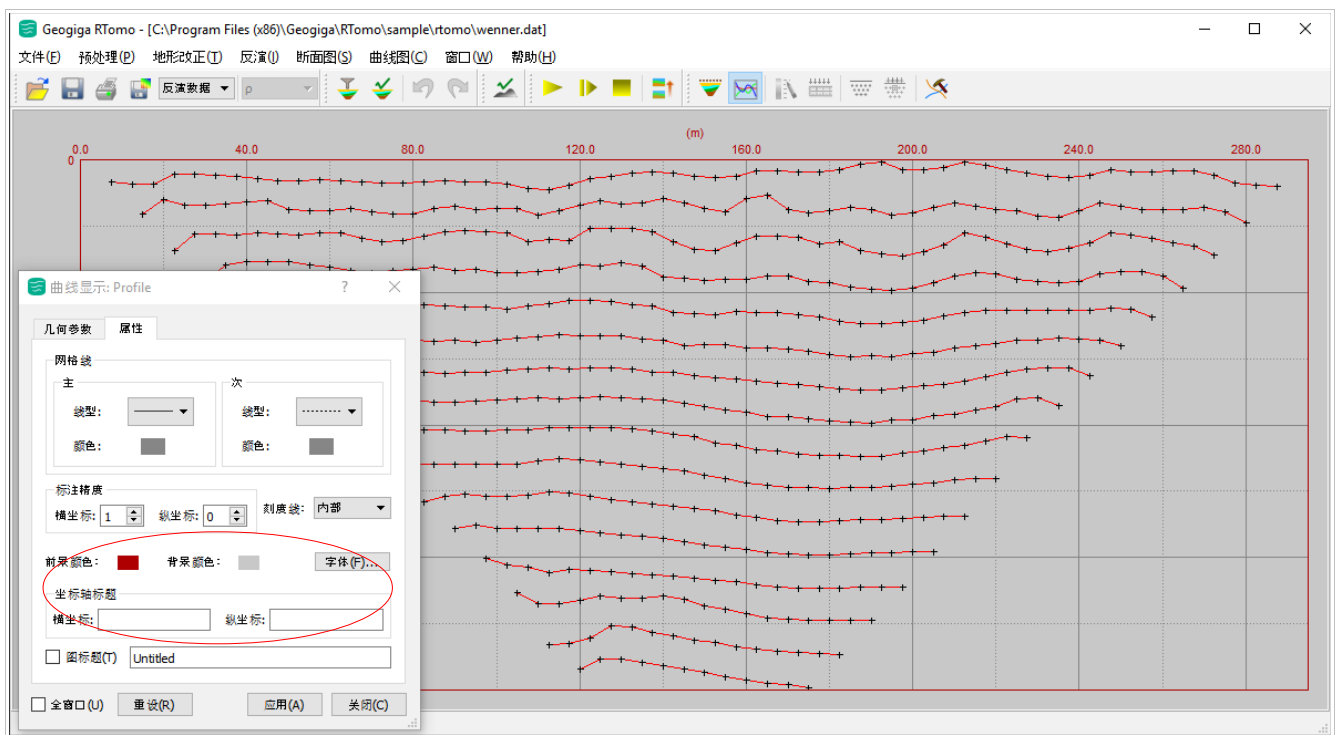 Geogiga RTomo - [C:\Program Files (x86)\Geogiga\RTomo\sample\rtomo\wenner.dat]
文件(F) 预处理(P) 地形改正(T) 反演(I) 断面图(S) 曲线图(C) 窗口(W) 帮助(H)
反演数据 ρ
(m)
0.0 40.0 80.0 120.0 160.0 200.0 240.0 280.0
0
曲线显示: Profile ? ×
几何参数 属性
网格线
主 次
线型: 线型:
颜色: 颜色:
标注精度
横坐标: 1 纵坐标: 0 刻度线: 内部
前景颜色: 背景颜色: 字体(F)...
坐标轴标题
横坐标: 纵坐标:
图标题(T) Untitled
全窗口(U) 重设(R) 应用(A) 关闭(C)